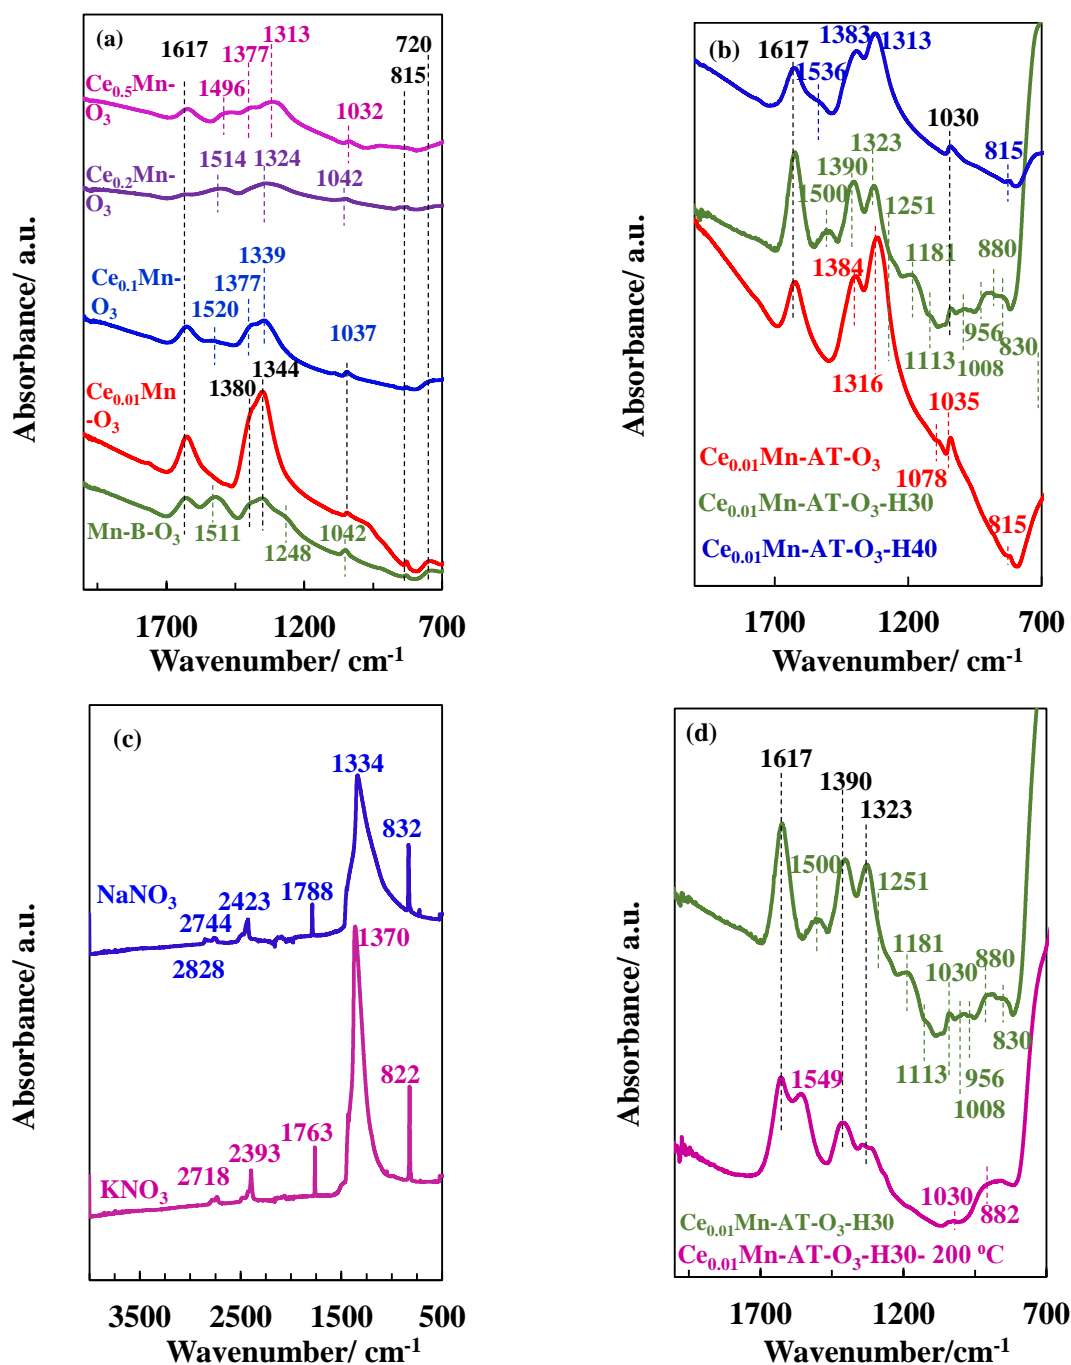 (a)
1617
1313
1377
1496
720
815
Ce0.5Mn-
O3
1032
Ce0.2Mn-
O3
1514
1324
1042
Ce0.1Mn-
O3
1339
1377
1520
1037
Ce0.01Mn
-O3
1344
1380
Mn-B-O3
1511
1248
1042
1700
1200
700
Wavenumber/ cm-1
Absorbance/ a.u.
(b)
1617
1383
1313
1536
1030
815
1323
1390
1500
1251
1181
880
1384
956
1113
1008
830
1316
1035
1078
815
Ce0.01Mn-AT-O3
Ce0.01Mn-AT-O3-H30
Ce0.01Mn-AT-O3-H40
1700
1200
700
Wavenumber/ cm-1
Absorbance/ a.u.
(c)
1334
832
NaNO3
2423
1788
2744
2828
1370
822
1763
2393
2718
KNO3
3500
2500
1500
500
Wavenumber/ cm-1
Absorbance/ a.u.
(d)
1617
1390
1323
1500
1251
1181
1030
880
830
1113
956
1008
1549
1030
882
Ce0.01Mn-AT-O3-H30
Ce0.01Mn-AT-O3-H30- 200 ⁰C
1700
1200
700
Wavenumber/cm-1
Absorbance/ a.u.